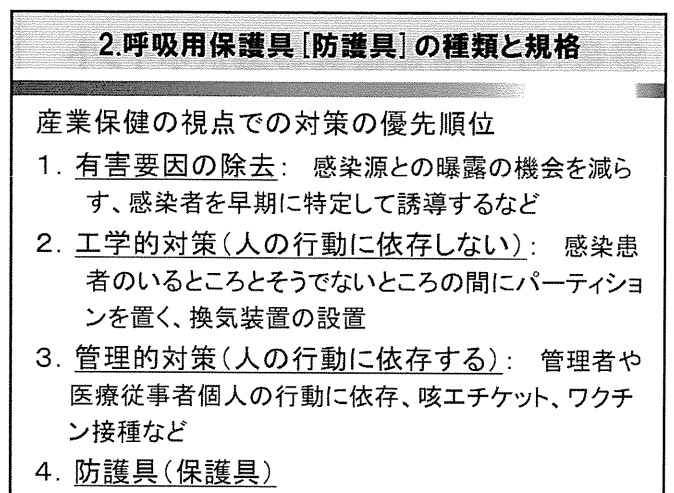 2.呼吸用保護具[防護具]の種類と規格
産業保健の視点での対策の優先順位
1. 有害要因の除去: 感染源との曝露の機会を減ら
す、感染者を早期に特定して誘導するなど
2. 工学的対策(人の行動に依存しない): 感染患
者のいるところとそうでないところの間にパーティショ
ンを置く、換気装置の設置
3. 管理的対策(人の行動に依存する): 管理者や
医療従事者個人の行動に依存、咳エチケット、ワクチ
ン接種など
4. 防護具(保護具)